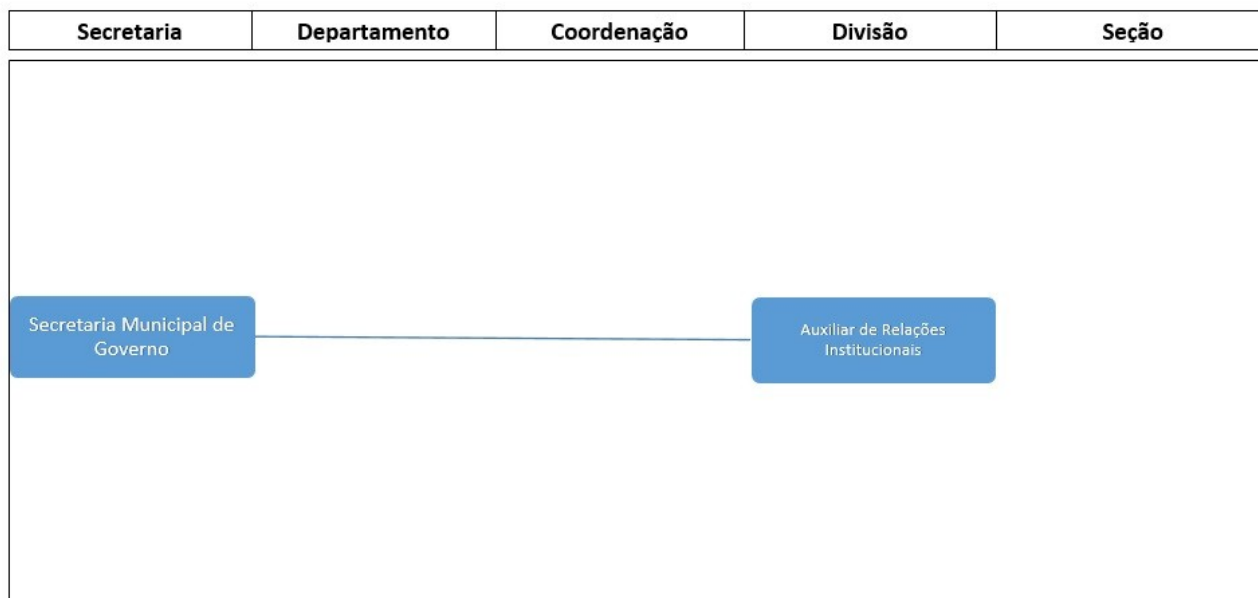 Secretaria Departamento Coordenação Divisão Seção
Secretaria Municipal de
Governo
Auxiliar de Relações
Institucionais